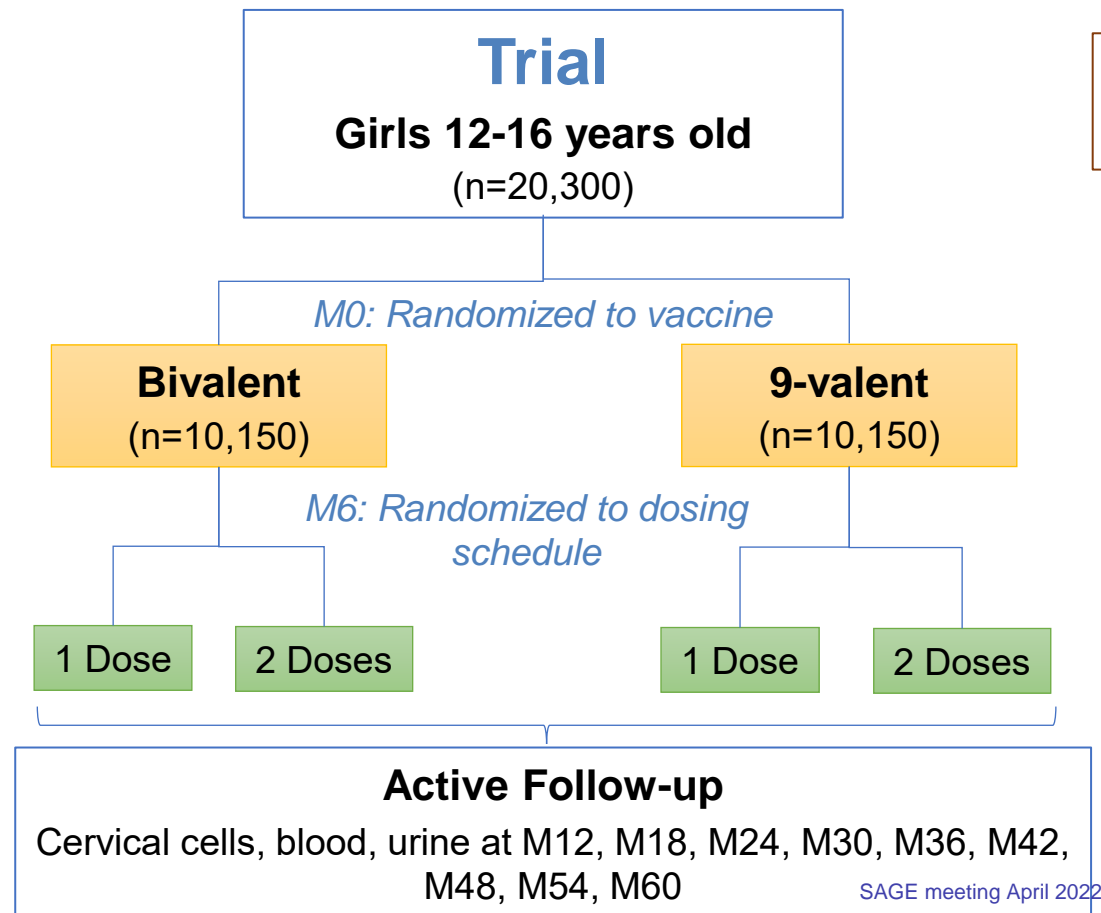 Trial
Girls 12-16 years old
(n=20,300)
M0: Randomized to vaccine
Bivalent
(n=10,150)
9-valent
(n=10,150)
M6: Randomized to dosing
schedule
1 Dose
2 Doses
1 Dose
2 Doses
Active Follow-up
Cervical cells, blood, urine at M12, M18, M24, M30, M36, M42,
M48, M54, M60
SAGE meeting April 2022